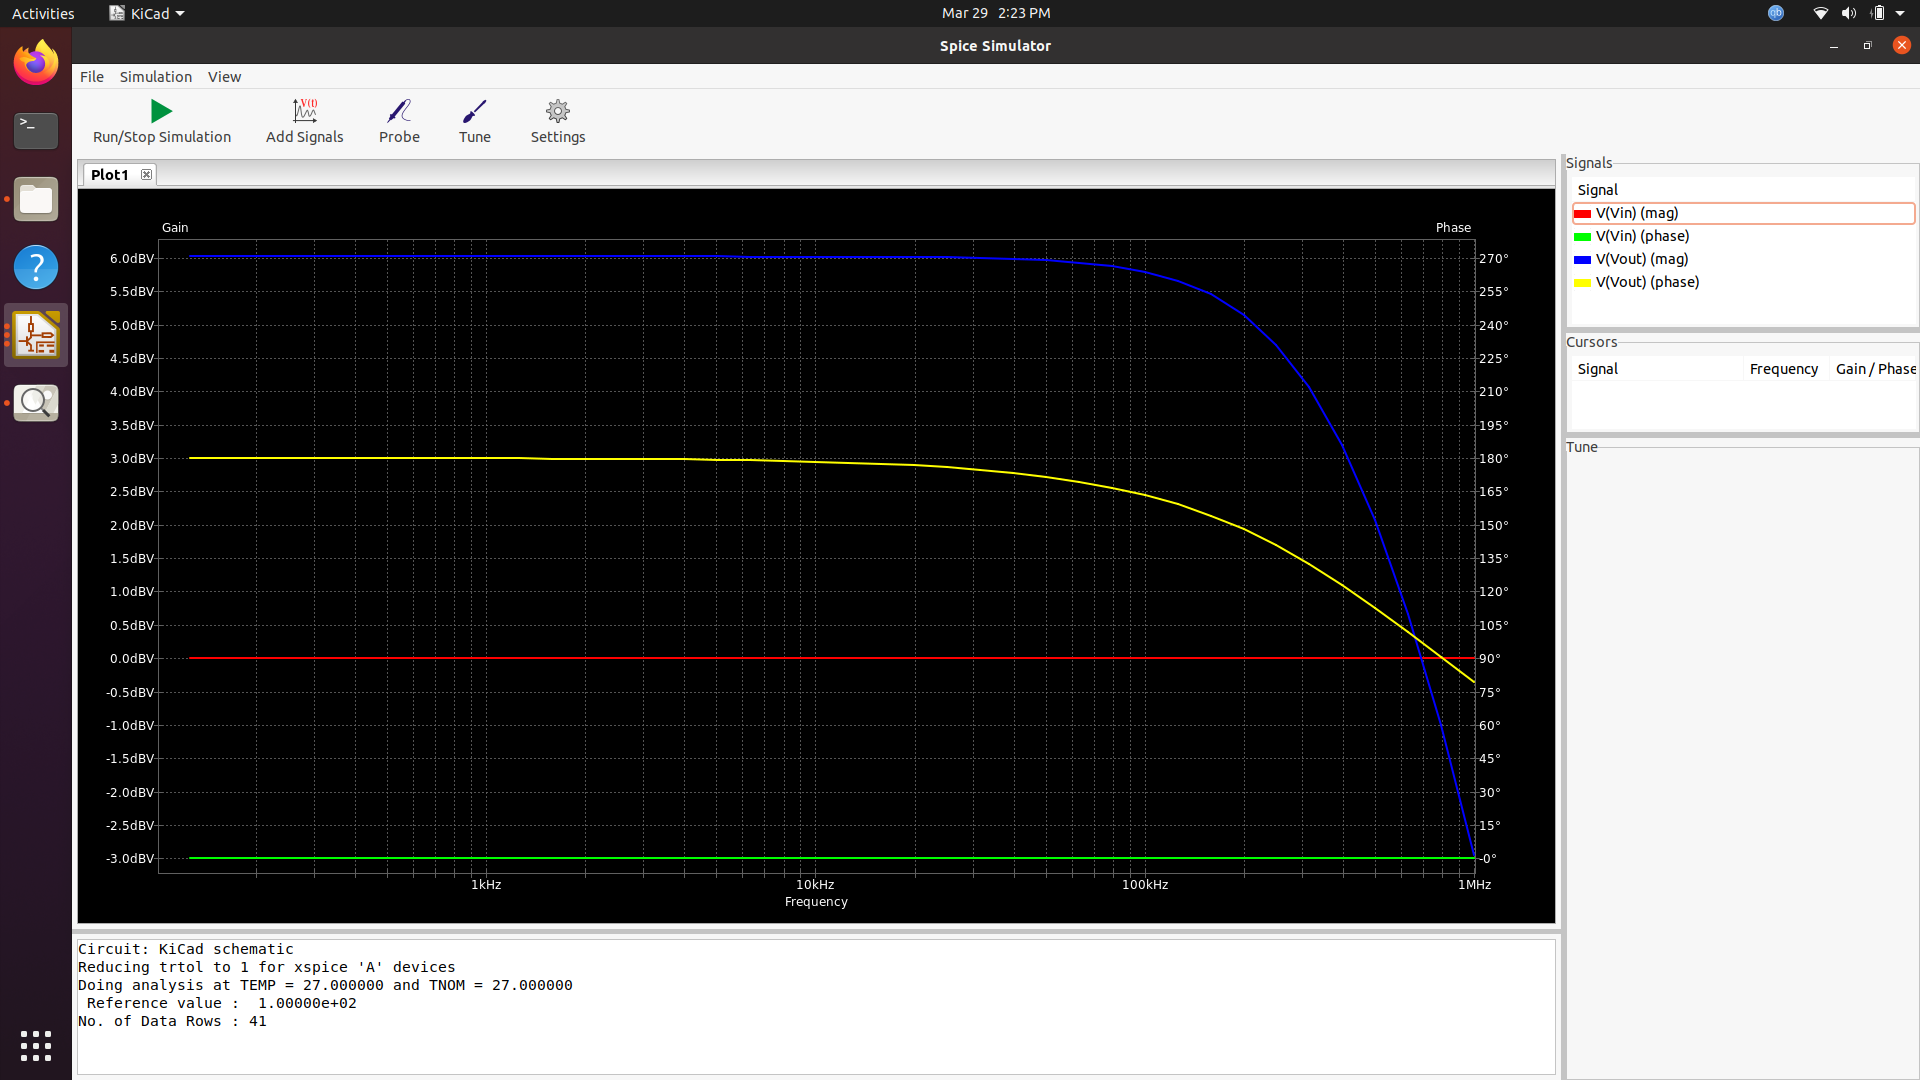 Activities KiCad Mar 29 2:23 PM qb
Spice Simulator
File Simulation View
Run/Stop Simulation Add Signals Probe Tune Settings
V(t)
>_
?
Plot1
Gain Phase
6.0dBV 270°
5.5dBV 255°
5.0dBV 240°
4.5dBV 225°
4.0dBV 210°
3.5dBV 195°
3.0dBV 180°
2.5dBV 165°
2.0dBV 150°
1.5dBV 135°
1.0dBV 120°
0.5dBV 105°
0.0dBV 90°
-0.5dBV 75°
-1.0dBV 60°
-1.5dBV 45°
-2.0dBV 30°
-2.5dBV 15°
-3.0dBV -0°
1kHz 10kHz 100kHz 1MHz
Frequency
Signals
Signal
V(Vin) (mag)
V(Vin) (phase)
V(Vout) (mag)
V(Vout) (phase)
Cursors
Signal Frequency Gain / Phase
Tune
Circuit: KiCad schematic
Reducing trtol to 1 for xspice 'A' devices
Doing analysis at TEMP = 27.000000 and TNOM = 27.000000
Reference value : 1.00000e+02
No. of Data Rows : 41